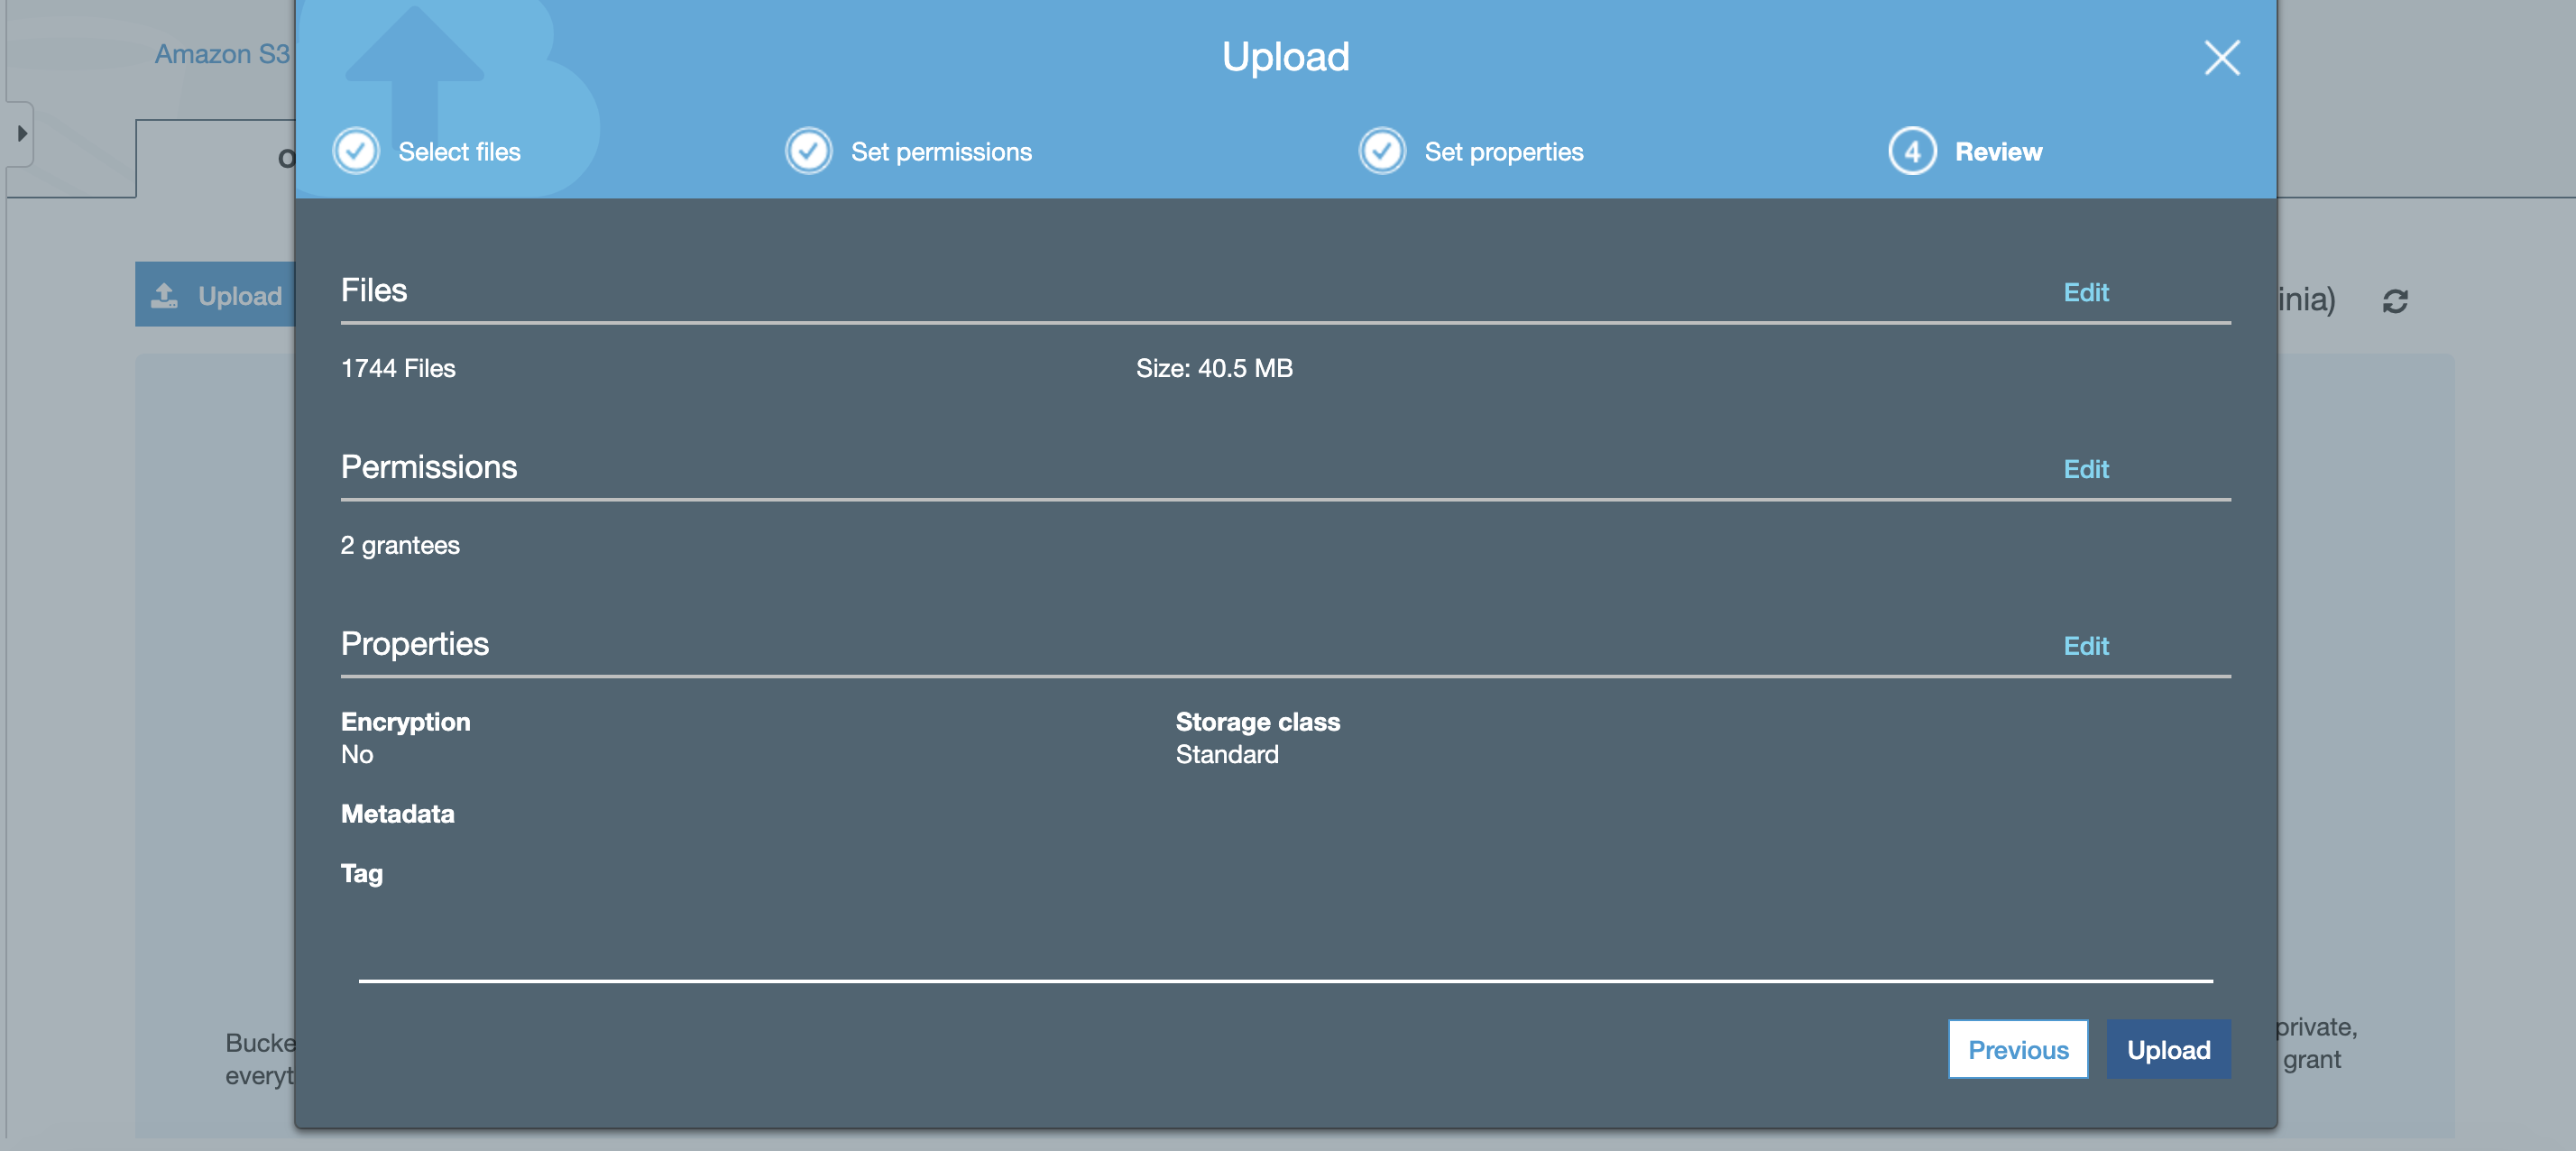 Amazon S3
Upload
Select files
Set permissions
Set properties
4 Review
Upload
inia)
Files
Edit
1744 Files
Size: 40.5 MB
Permissions
Edit
2 grantees
Properties
Edit
Encryption
No
Storage class
Standard
Metadata
Tag
Bucke
everyt
private,
grant
Previous
Upload